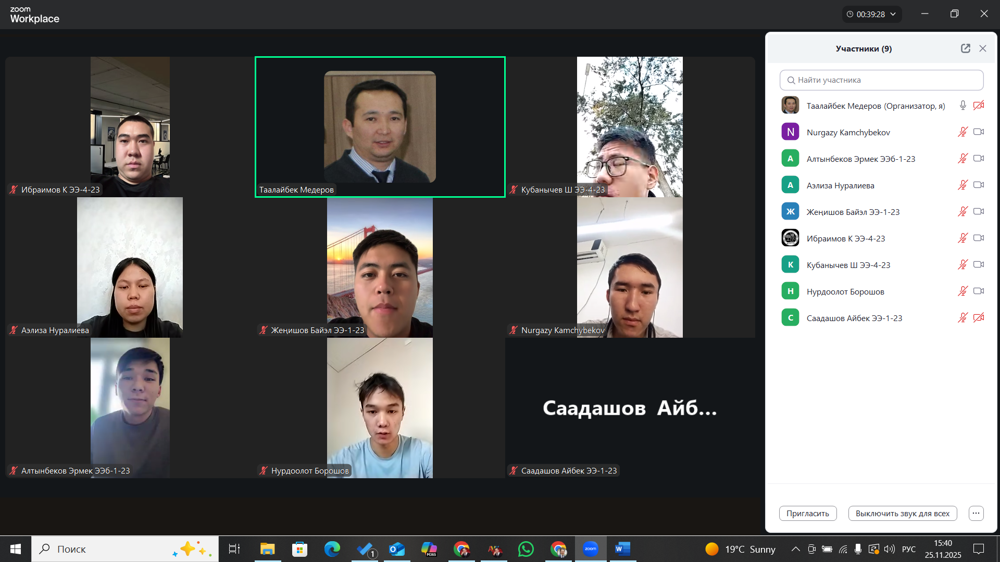 zoom
Workplace
00:39:28
Участники (9)
Найти участника
Таалайбек Медеров (Организатор, я)
N
Nurgazy Kamchybekov
А
Алтынбеков Эрмек ЭЭб-1-23
А
Аэлиза Нуралиева
Ж
Жеңишов Байэл ЭЭ-1-23
Ибраимов К ЭЭ-4-23
К
Кубанычев Ш ЭЭ-4-23
Н
Нурдоолот Борошов
С
Саадашов Айбек ЭЭ-1-23
Ибраимов К ЭЭ-4-23
Таалайбек Медеров
Кубанычев Ш ЭЭ-4-23
Аэлиза Нуралиева
Жеңишов Байэл ЭЭ-1-23
Nurgazy Kamchybekov
Саадашов Айб...
Алтынбеков Эрмек ЭЭб-1-23
Нурдоолот Борошов
Саадашов Айбек ЭЭ-1-23
Пригласить
Выключить звук для всех
Поиск
1
M365
zoom
W
19°C Sunny
РУС
15:40
25.11.2025